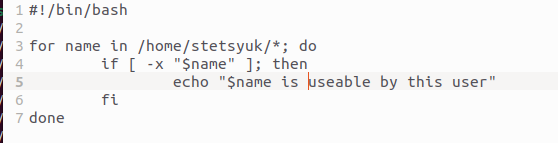 1 #!/bin/bash
2
3 for name in /home/stetsyuk/*; do
4         if [ -x "$name" ]; then
5                 echo "$name is useable by this user"
6         fi
7 done